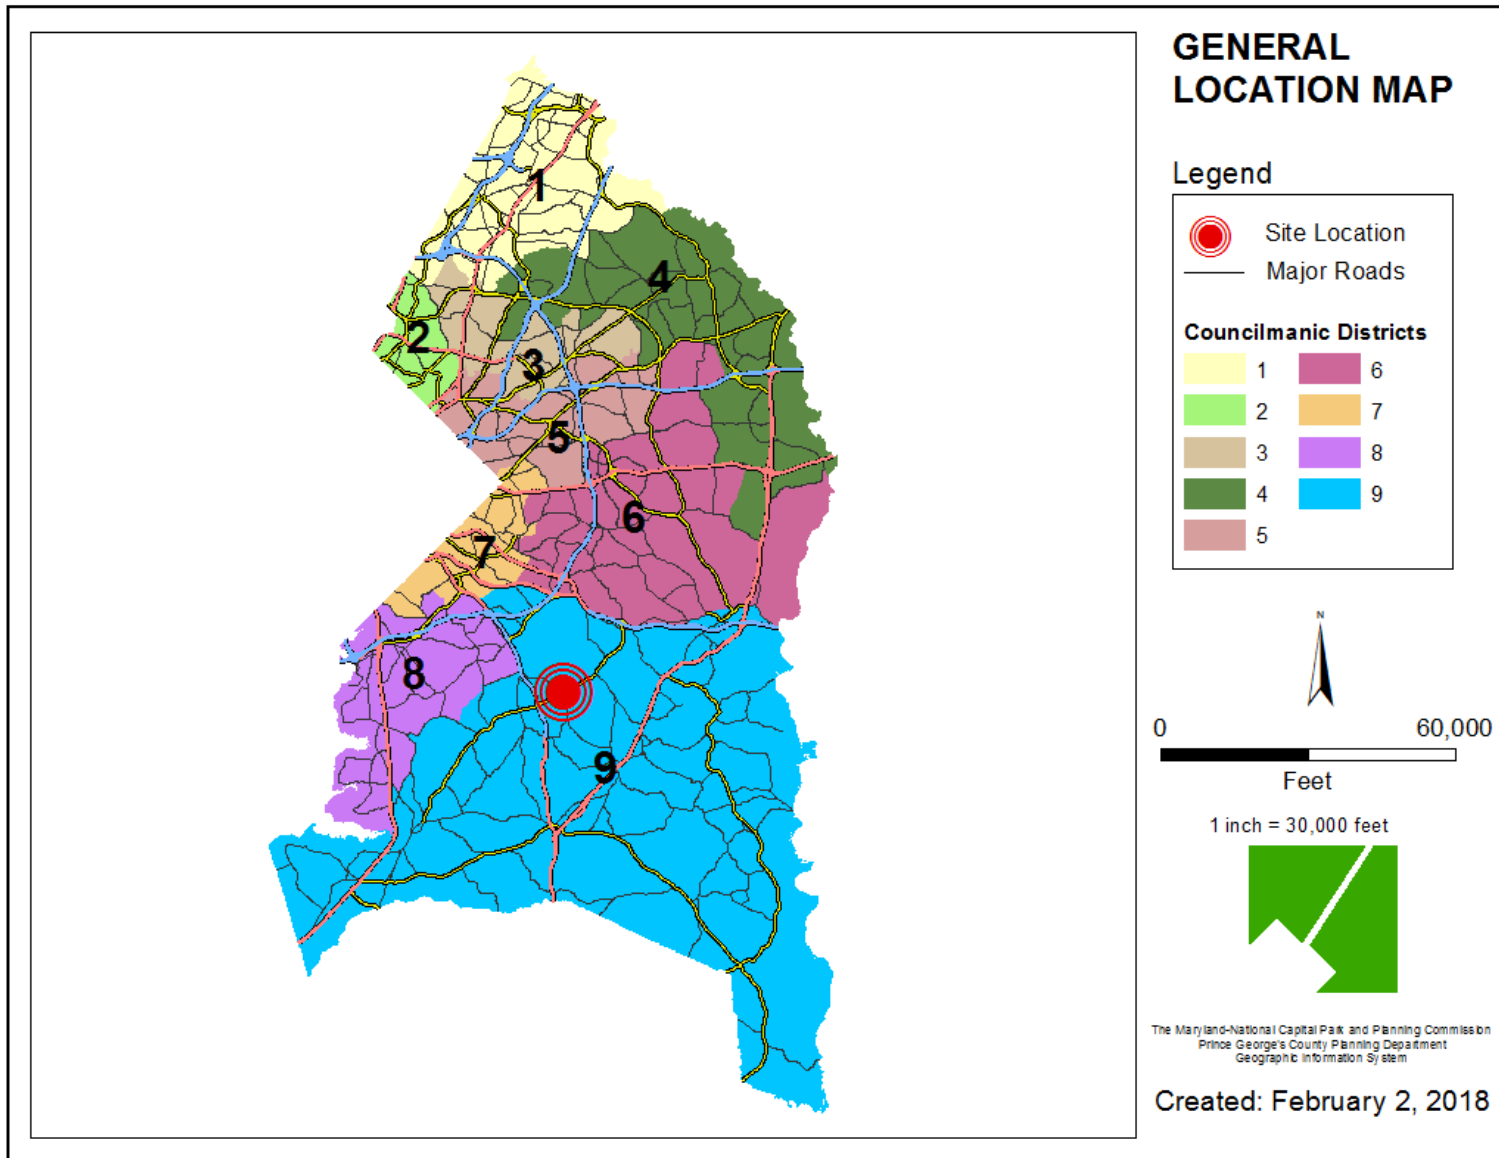 GENERAL
LOCATION MAP
Legend
Site Location
Major Roads
Councilmanic Districts
1 6
2 7
3 8
4 9
5
1
4
2
3
5
6
7
8
9
N
0 60,000
Feet
1 inch = 30,000 feet
The Maryland-National Capital Park and Planning Commission
Prince George's County Planning Department
Geographic Information System
Created: February 2, 2018